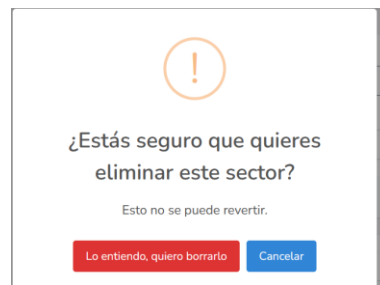 !
¿Estás seguro que quieres
eliminar este sector?
Esto no se puede revertir.
Lo entiendo, quiero borrarlo
Cancelar